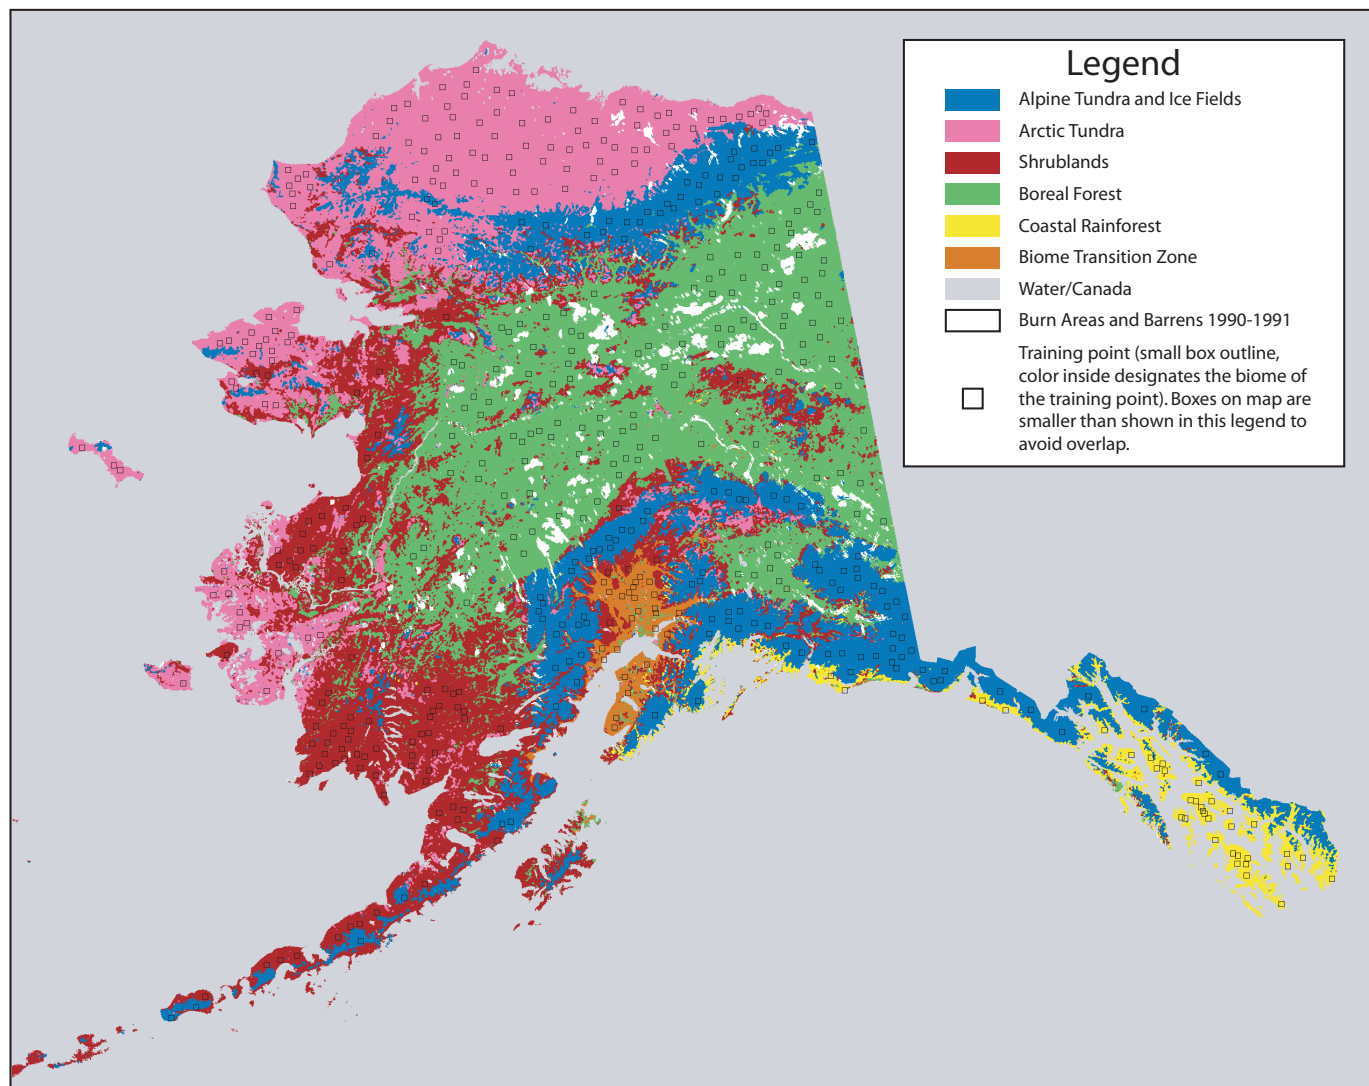 Legend
Alpine Tundra and Ice Fields
Arctic Tundra
Shrublands
Boreal Forest
Coastal Rainforest
Biome Transition Zone
Water/Canada
Burn Areas and Barrens 1990-1991
Training point (small box outline,
color inside designates the biome of
the training point). Boxes on map are
smaller than shown in this legend to
avoid overlap.